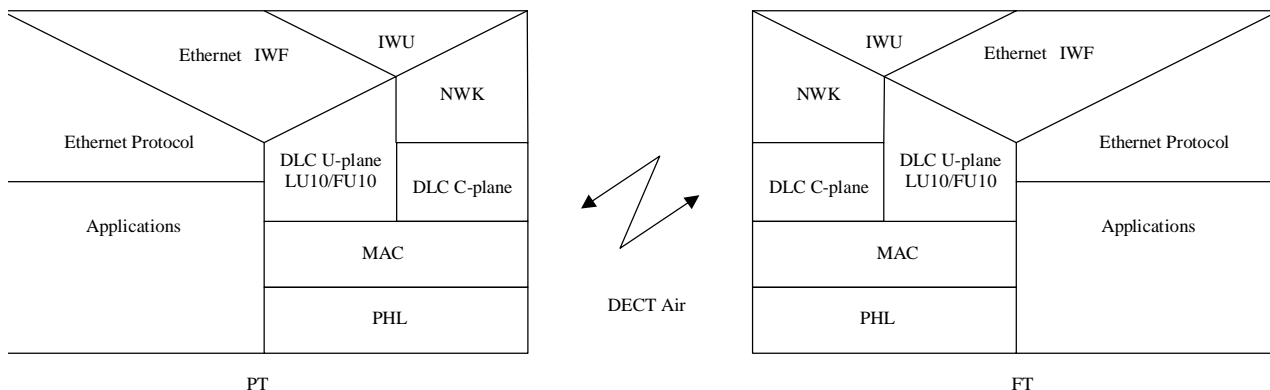 IWU
Ethernet IWF
NWK
Ethernet Protocol
DLC U-plane
LU10/FU10
DLC C-plane
Applications
MAC
PHL
PT
DECT Air
IWU
Ethernet IWF
NWK
Ethernet Protocol
DLC U-plane
LU10/FU10
DLC C-plane
Applications
MAC
PHL
FT